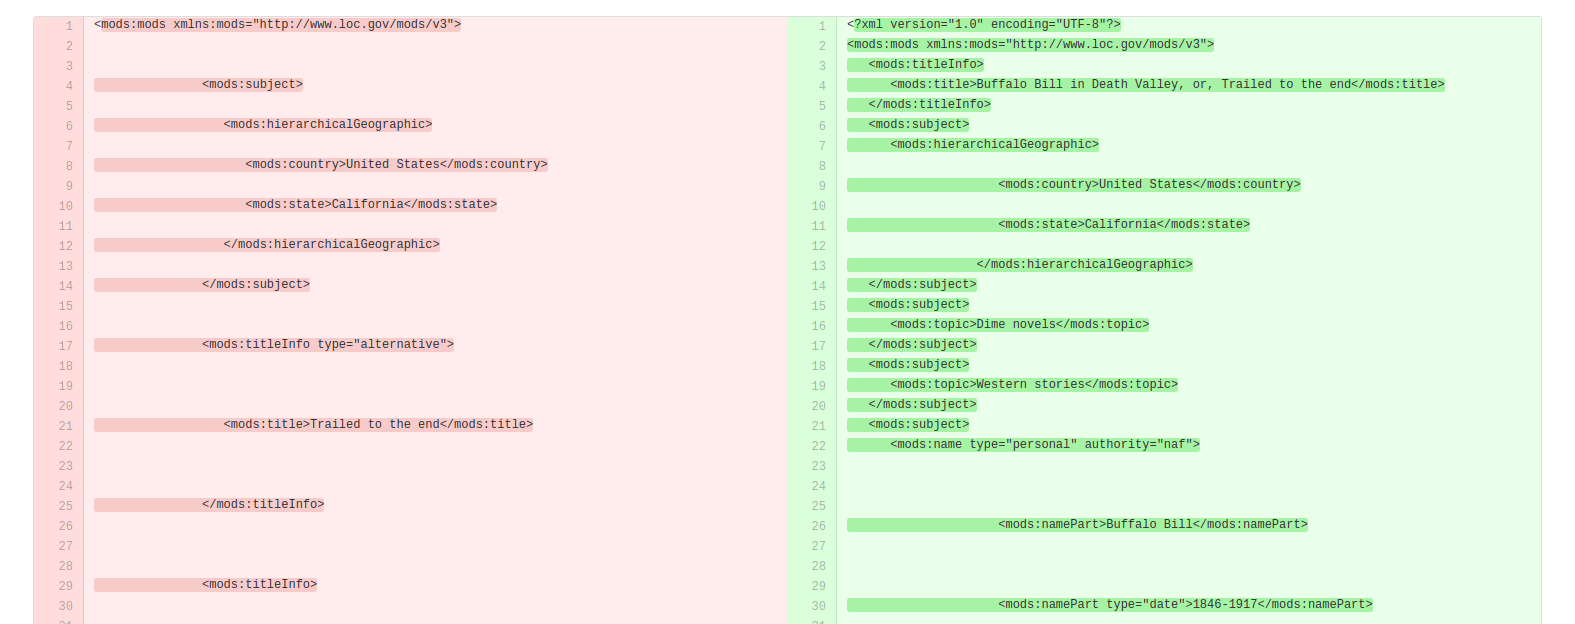 1 <mods:mods xmlns:mods="http://www.loc.gov/mods/v3">
2
3
4 <mods:subject>
5
6 <mods:hierarchicalGeographic>
7
8 <mods:country>United States</mods:country>
9
10 <mods:state>California</mods:state>
11
12 </mods:hierarchicalGeographic>
13
14 </mods:subject>
15
16
17 <mods:titleInfo type="alternative">
18
19
20
21 <mods:title>Trailed to the end</mods:title>
22
23
24
25 </mods:titleInfo>
26
27
28
29 <mods:titleInfo>
30
1 <?xml version="1.0" encoding="UTF-8"?>
2 <mods:mods xmlns:mods="http://www.loc.gov/mods/v3">
3 <mods:titleInfo>
4 <mods:title>Buffalo Bill in Death Valley, or, Trailed to the end</mods:title>
5 </mods:titleInfo>
6 <mods:subject>
7 <mods:hierarchicalGeographic>
8
9 <mods:country>United States</mods:country>
10
11 <mods:state>California</mods:state>
12
13 </mods:hierarchicalGeographic>
14 </mods:subject>
15 <mods:subject>
16 <mods:topic>Dime novels</mods:topic>
17 </mods:subject>
18 <mods:subject>
19 <mods:topic>Western stories</mods:topic>
20 </mods:subject>
21 <mods:subject>
22 <mods:name type="personal" authority="naf">
23
24
25
26 <mods:namePart>Buffalo Bill</mods:namePart>
27
28
29
30 <mods:namePart type="date">1846-1917</mods:namePart>